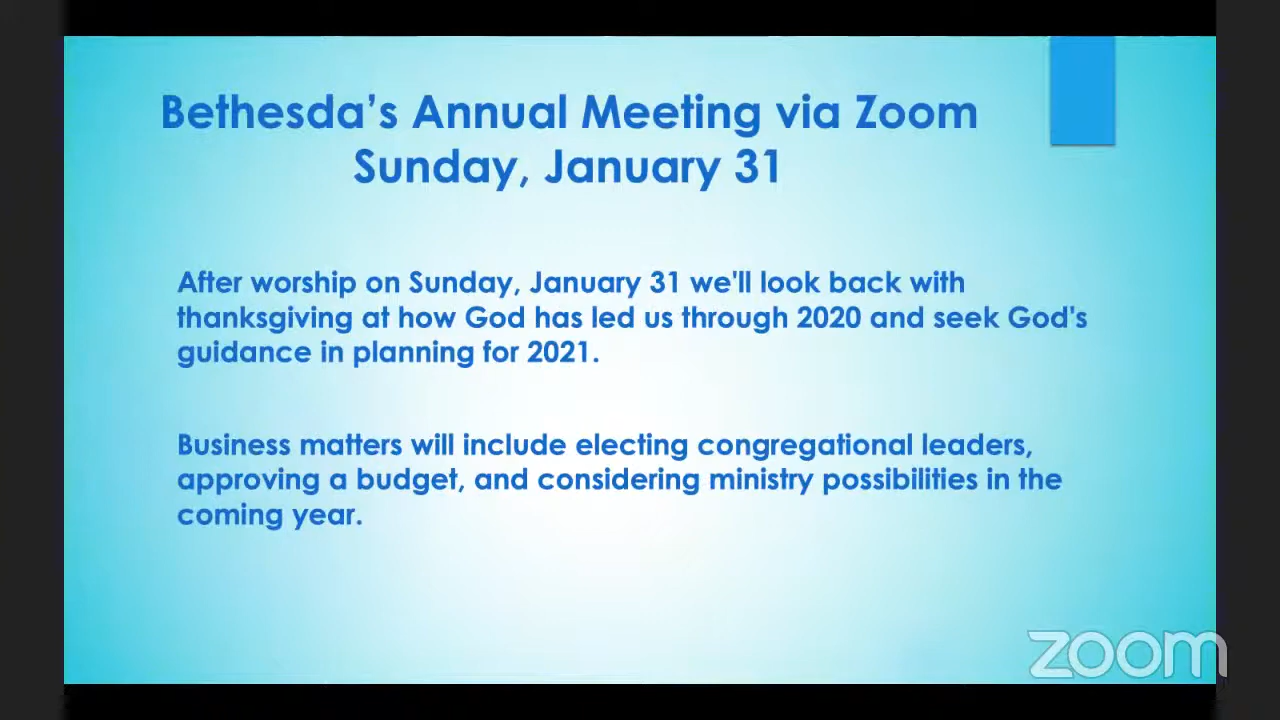 Bethesda’s Annual Meeting via Zoom
Sunday, January 31
After worship on Sunday, January 31 we'll look back with
thanksgiving at how God has led us through 2020 and seek God's
guidance in planning for 2021.
Business matters will include electing congregational leaders,
approving a budget, and considering ministry possibilities in the
coming year.
zoom